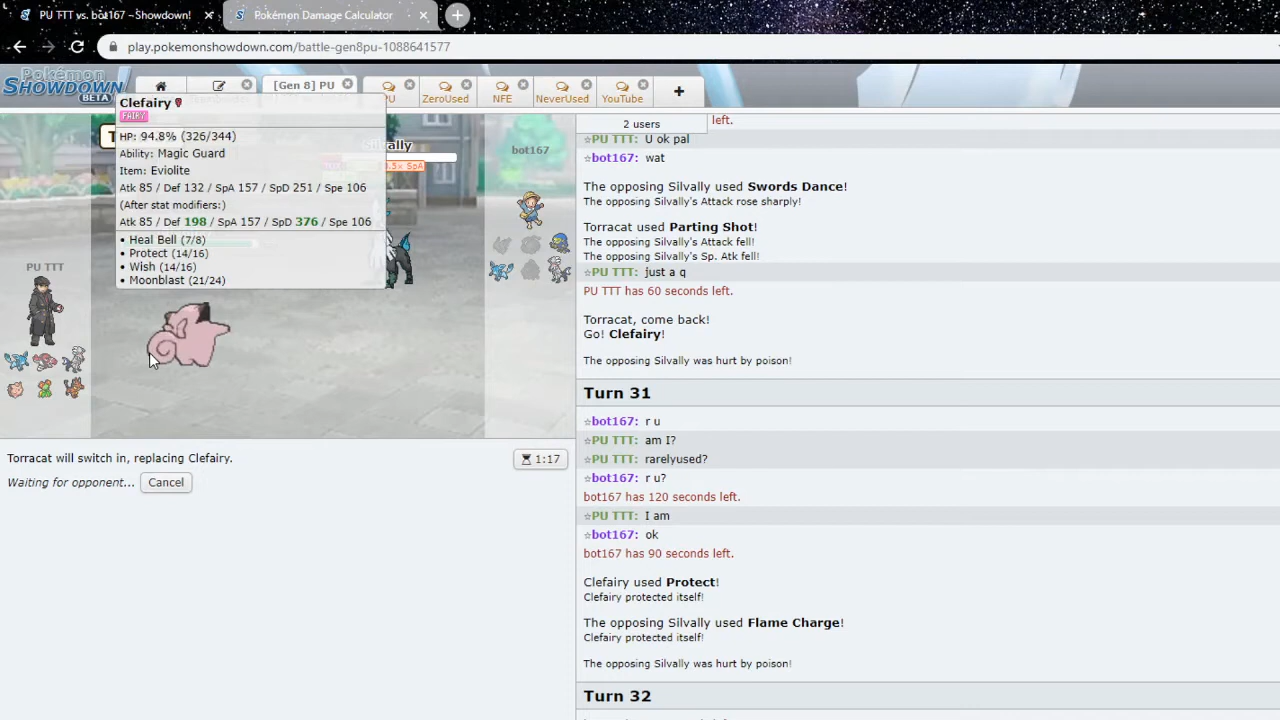 PU TTT vs. bot167 – Showdown!
Pokémon Damage Calculator
play.pokemonshowdown.com/battle-gen8pu-1088641577
Pokémon
SHOWDOWN
BETA
[Gen 8] PU
PU
ZeroUsed
NFE
NeverUsed
YouTube
Clefairy
FAIRY
HP: 94.8% (326/344)
Ability: Magic Guard
Item: Eviolite
Atk 85 / Def 132 / SpA 157 / SpD 251 / Spe 106
(After stat modifiers:)
Atk 85 / Def 198 / SpA 157 / SpD 376 / Spe 106
• Heal Bell (7/8)
• Protect (14/16)
• Wish (14/16)
• Moonblast (21/24)
T
Silvally
0.5× SpA
bot167
PU TTT
Torracat will switch in, replacing Clefairy.
Waiting for opponent...
Cancel
1:17
2 users
left.
☆PU TTT: U ok pal
☆bot167: wat
The opposing Silvally used Swords Dance!
The opposing Silvally's Attack rose sharply!
Torracat used Parting Shot!
The opposing Silvally's Attack fell!
The opposing Silvally's Sp. Atk fell!
☆PU TTT: just a q
PU TTT has 60 seconds left.
Torracat, come back!
Go! Clefairy!
The opposing Silvally was hurt by poison!
Turn 31
☆bot167: r u
☆PU TTT: am I?
☆PU TTT: rarelyused?
☆bot167: r u?
bot167 has 120 seconds left.
☆PU TTT: I am
☆bot167: ok
bot167 has 90 seconds left.
Clefairy used Protect!
Clefairy protected itself!
The opposing Silvally used Flame Charge!
Clefairy protected itself!
The opposing Silvally was hurt by poison!
Turn 32